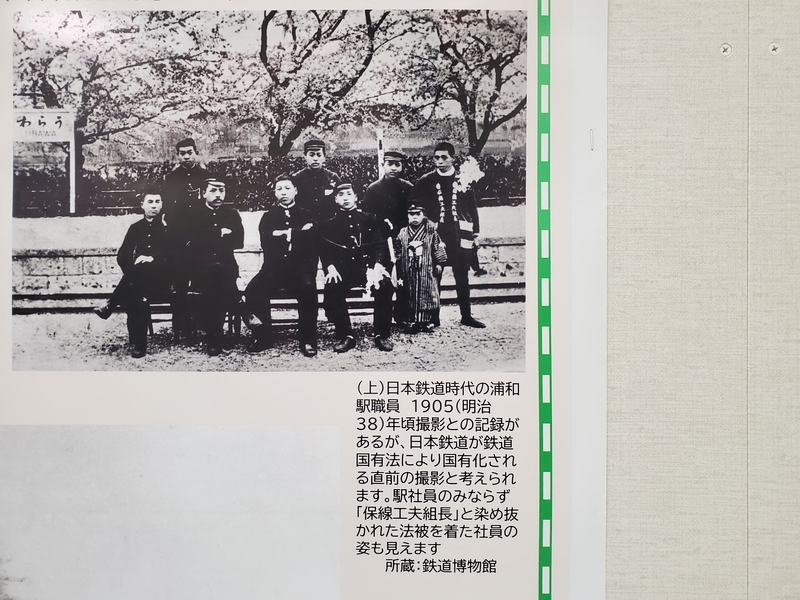 わらう
URAWA
(上)日本鉄道時代の浦和
駅職員 1905(明治
38)年頃撮影との記録が
あるが、日本鉄道が鉄道
国有法により国有化され
る直前の撮影と考えられ
ます。駅社員のみならず
「保線工夫組長」と染め抜
かれた法被を着た社員の
姿も見えます
所蔵:鉄道博物館